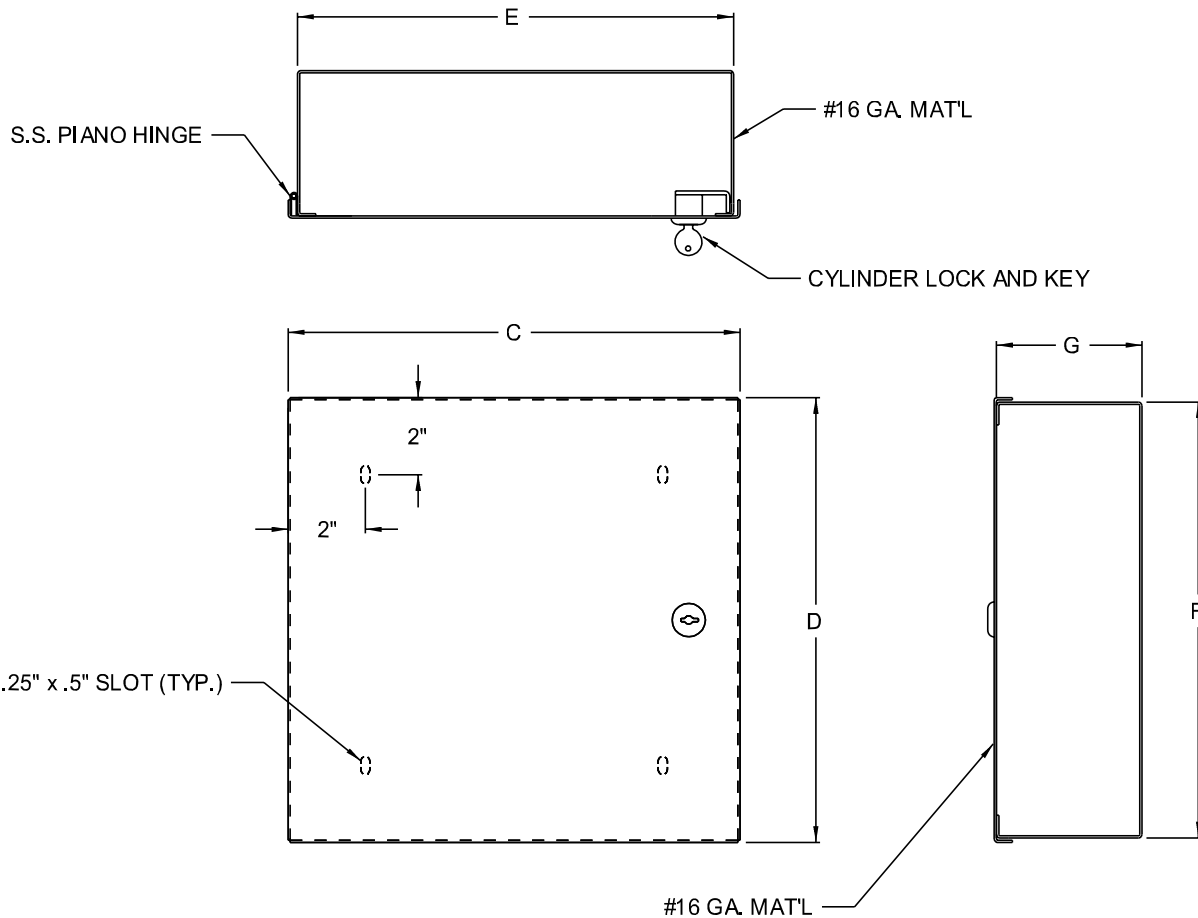 E
#16 GA. MAT'L
S.S. PIANO HINGE
CYLINDER LOCK AND KEY
C
G
2"
2"
D
F
.25" x .5" SLOT (TYP.)
#16 GA. MAT'L